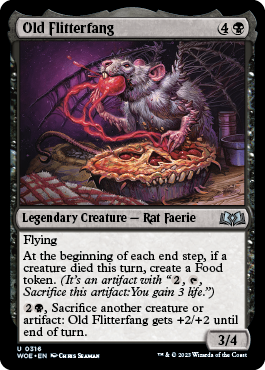 Old Flitterfang 4
Legendary Creature — Rat Faerie
Flying
At the beginning of each end step, if a
creature died this turn, create a Food
token. (It's an artifact with "2, ,
Sacrifice this artifact:You gain 3 life.")
2 , Sacrifice another creature or
artifact: Old Flitterfang gets +2/+2 until
end of turn.
3/4
U 0316
WOE • EN Chris Seaman
™ & © 2023 Wizards of the Coast